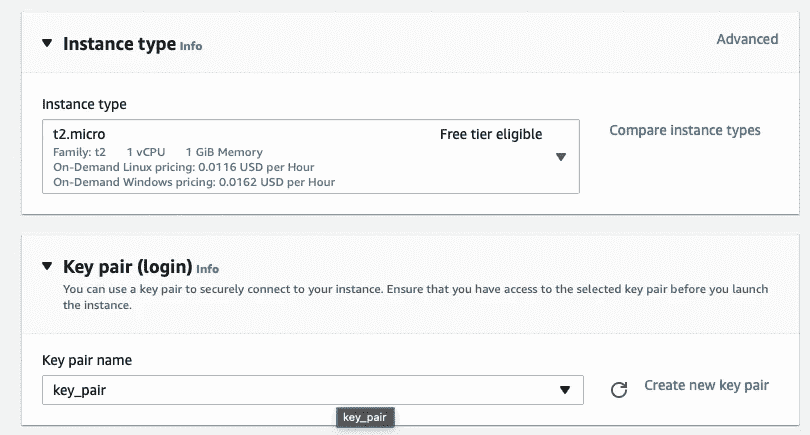 Instance type Info
Advanced
Instance type
t2.micro Free tier eligible
Family: t2 1 vCPU 1 GiB Memory
On-Demand Linux pricing: 0.0116 USD per Hour
On-Demand Windows pricing: 0.0162 USD per Hour
Compare instance types
Key pair (login) Info
You can use a key pair to securely connect to your instance. Ensure that you have access to the selected key pair before you launch
the instance.
Key pair name
key_pair
Create new key pair
key_pair